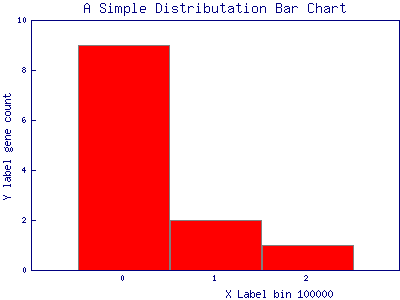 A Simple Distributation Bar Chart
10
8
6
4
2
0
Y label gene count
0 1 2
X Label bin 100000